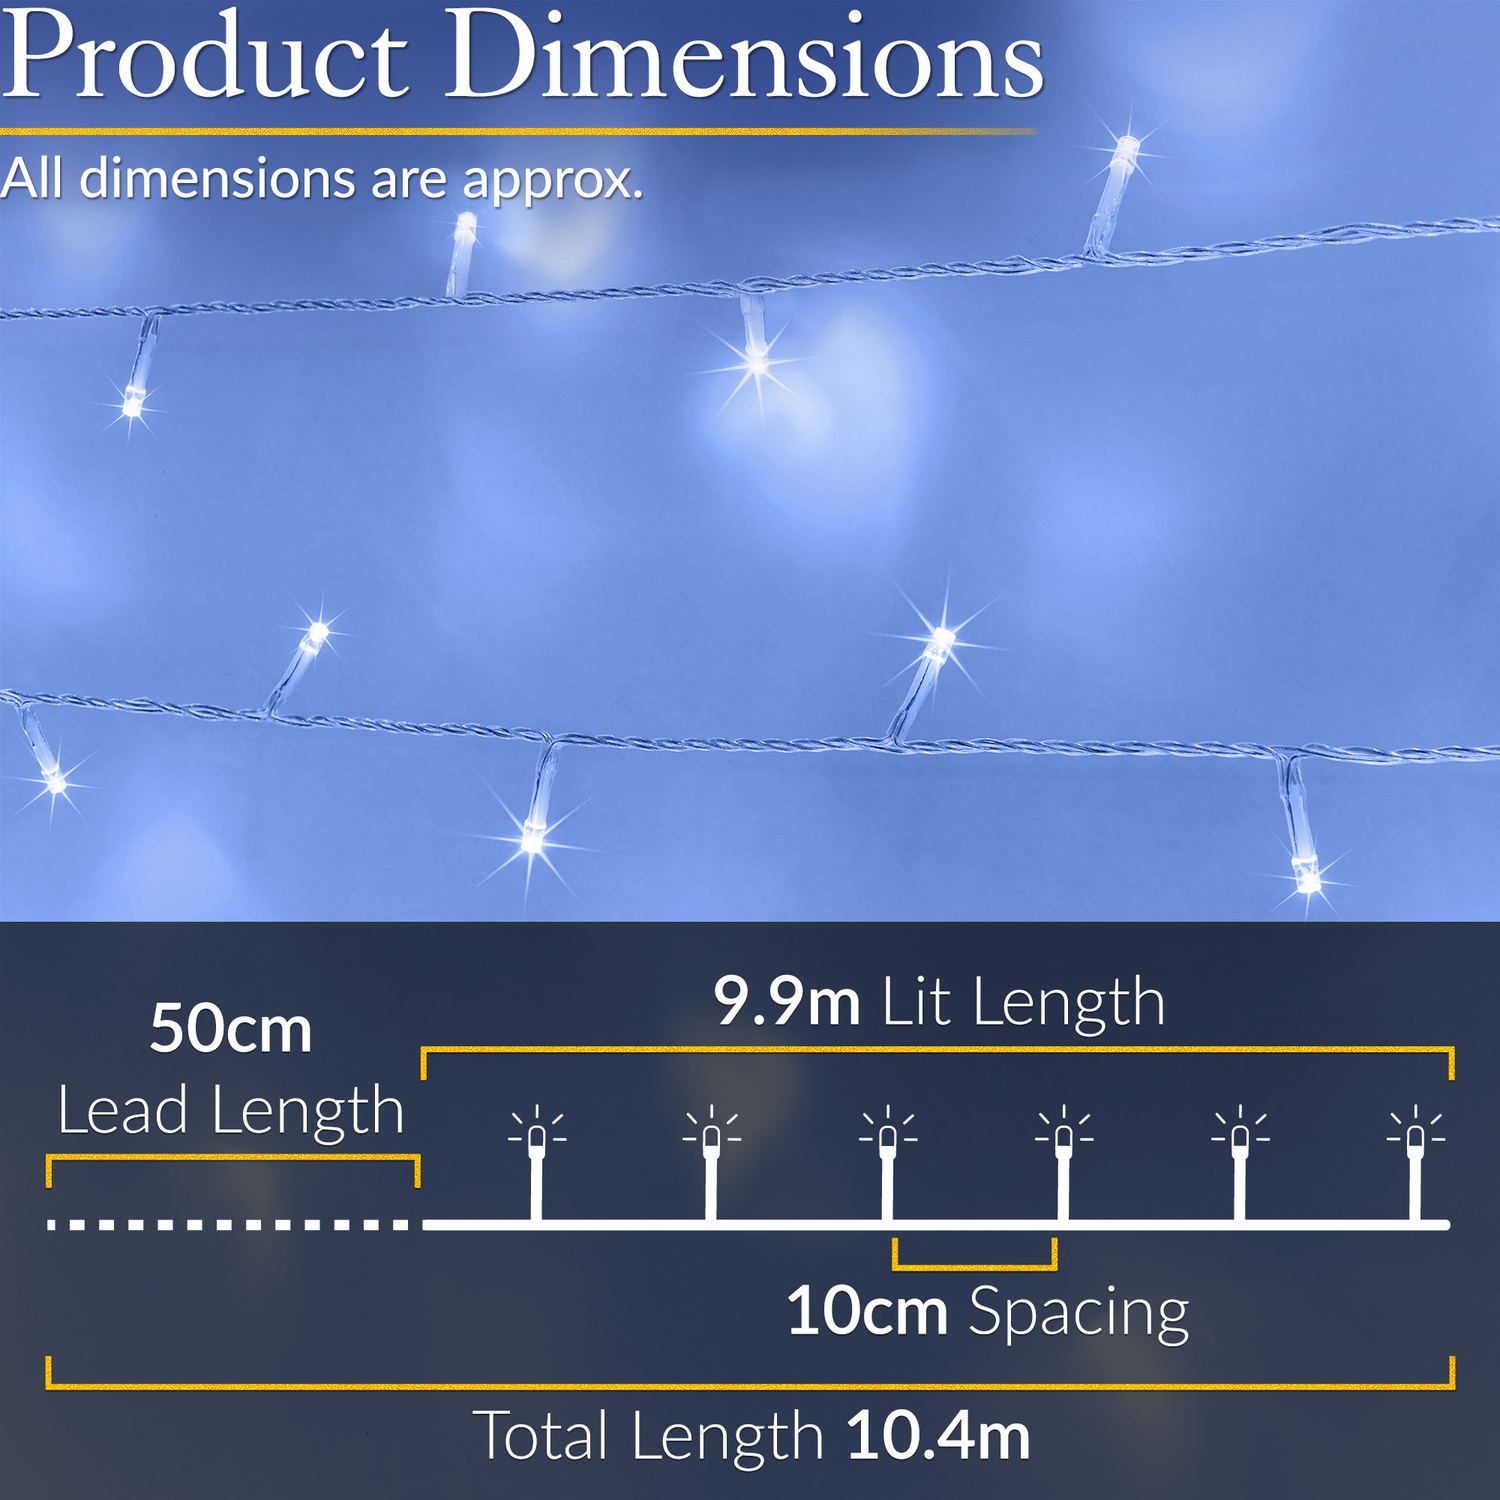 Product Dimensions
All dimensions are approx.
9.9m Lit Length
50cm
Lead Length
10cm Spacing
Total Length 10.4m